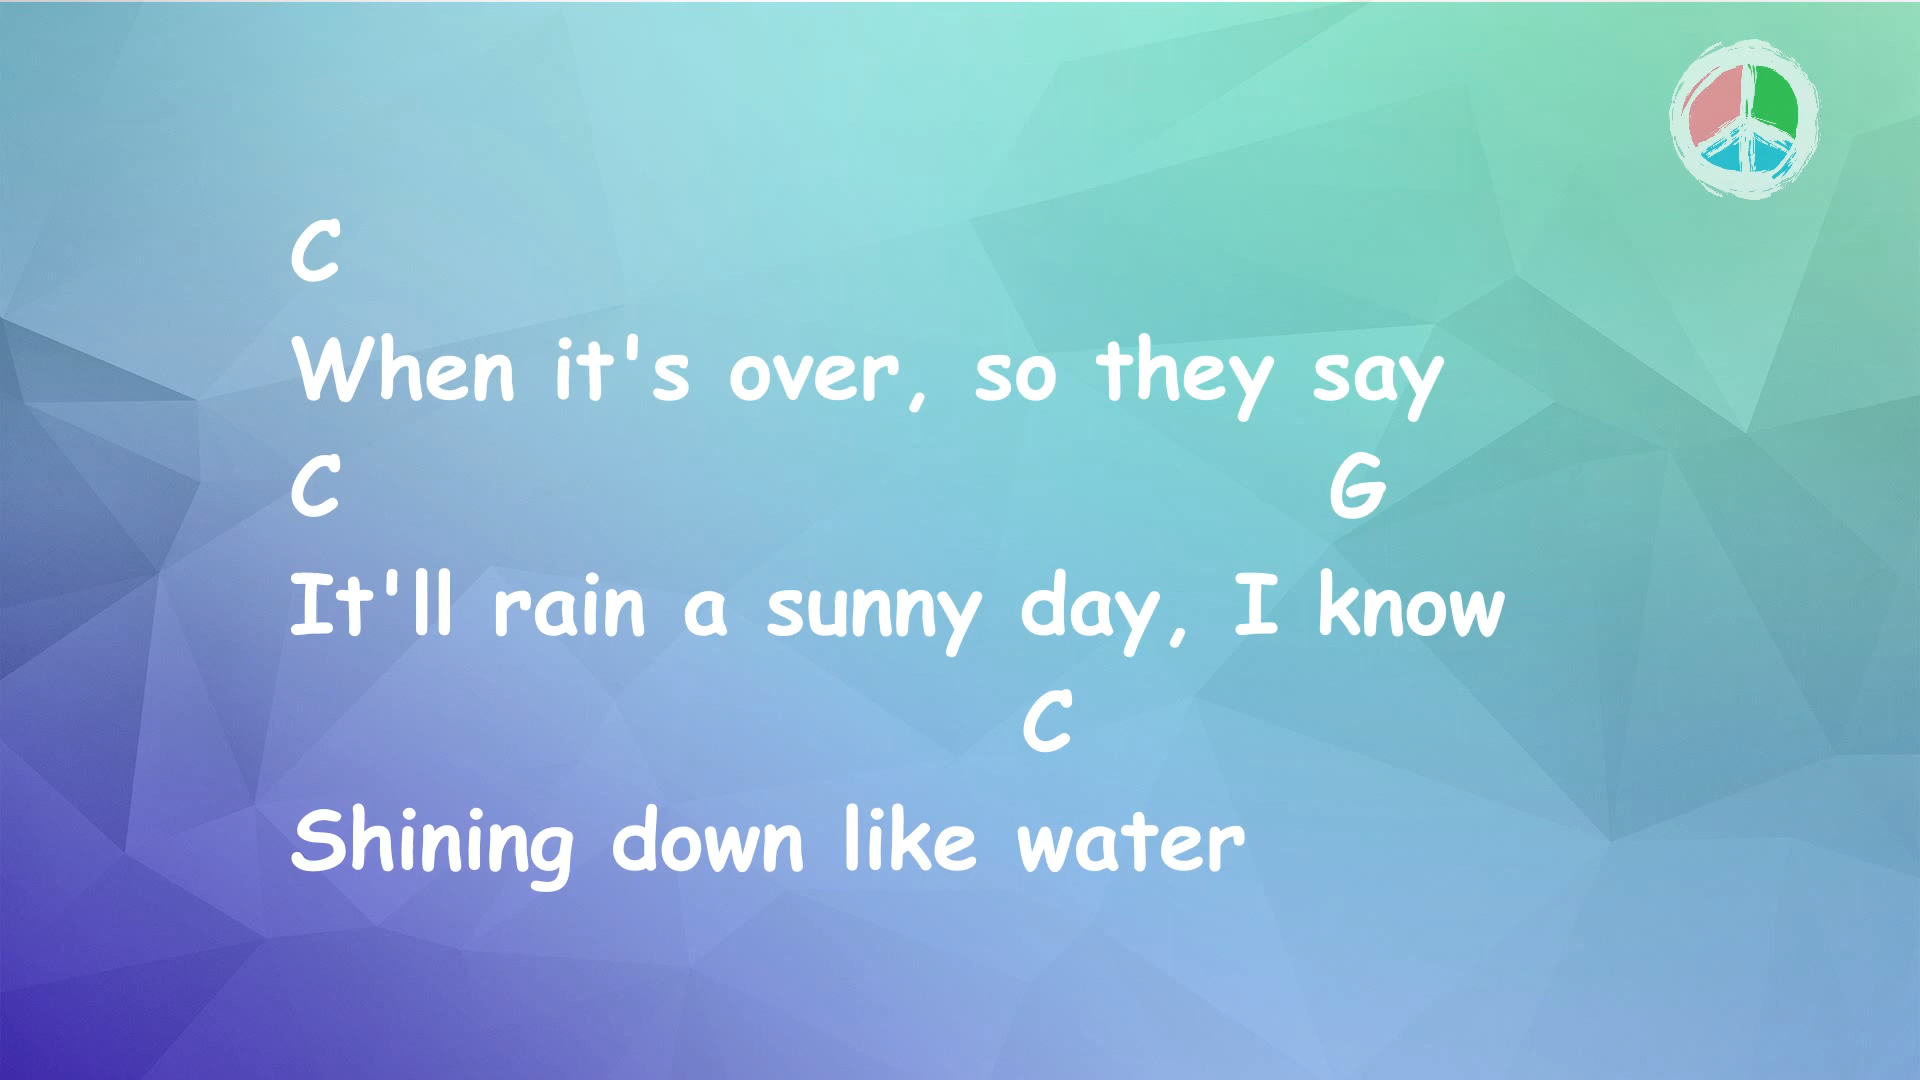 C
When it's over, so they say
C G
It'll rain a sunny day, I know
C
Shining down like water